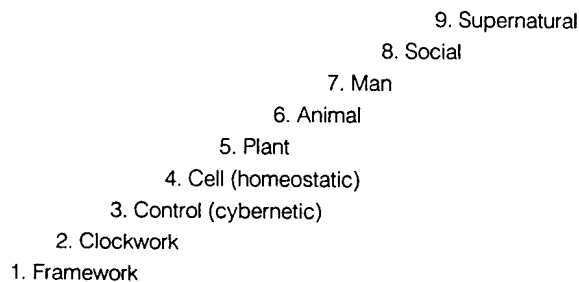 9. Supernatural
8. Social
7. Man
6. Animal
5. Plant
4. Cell (homeostatic)
3. Control (cybernetic)
2. Clockwork
1. Framework